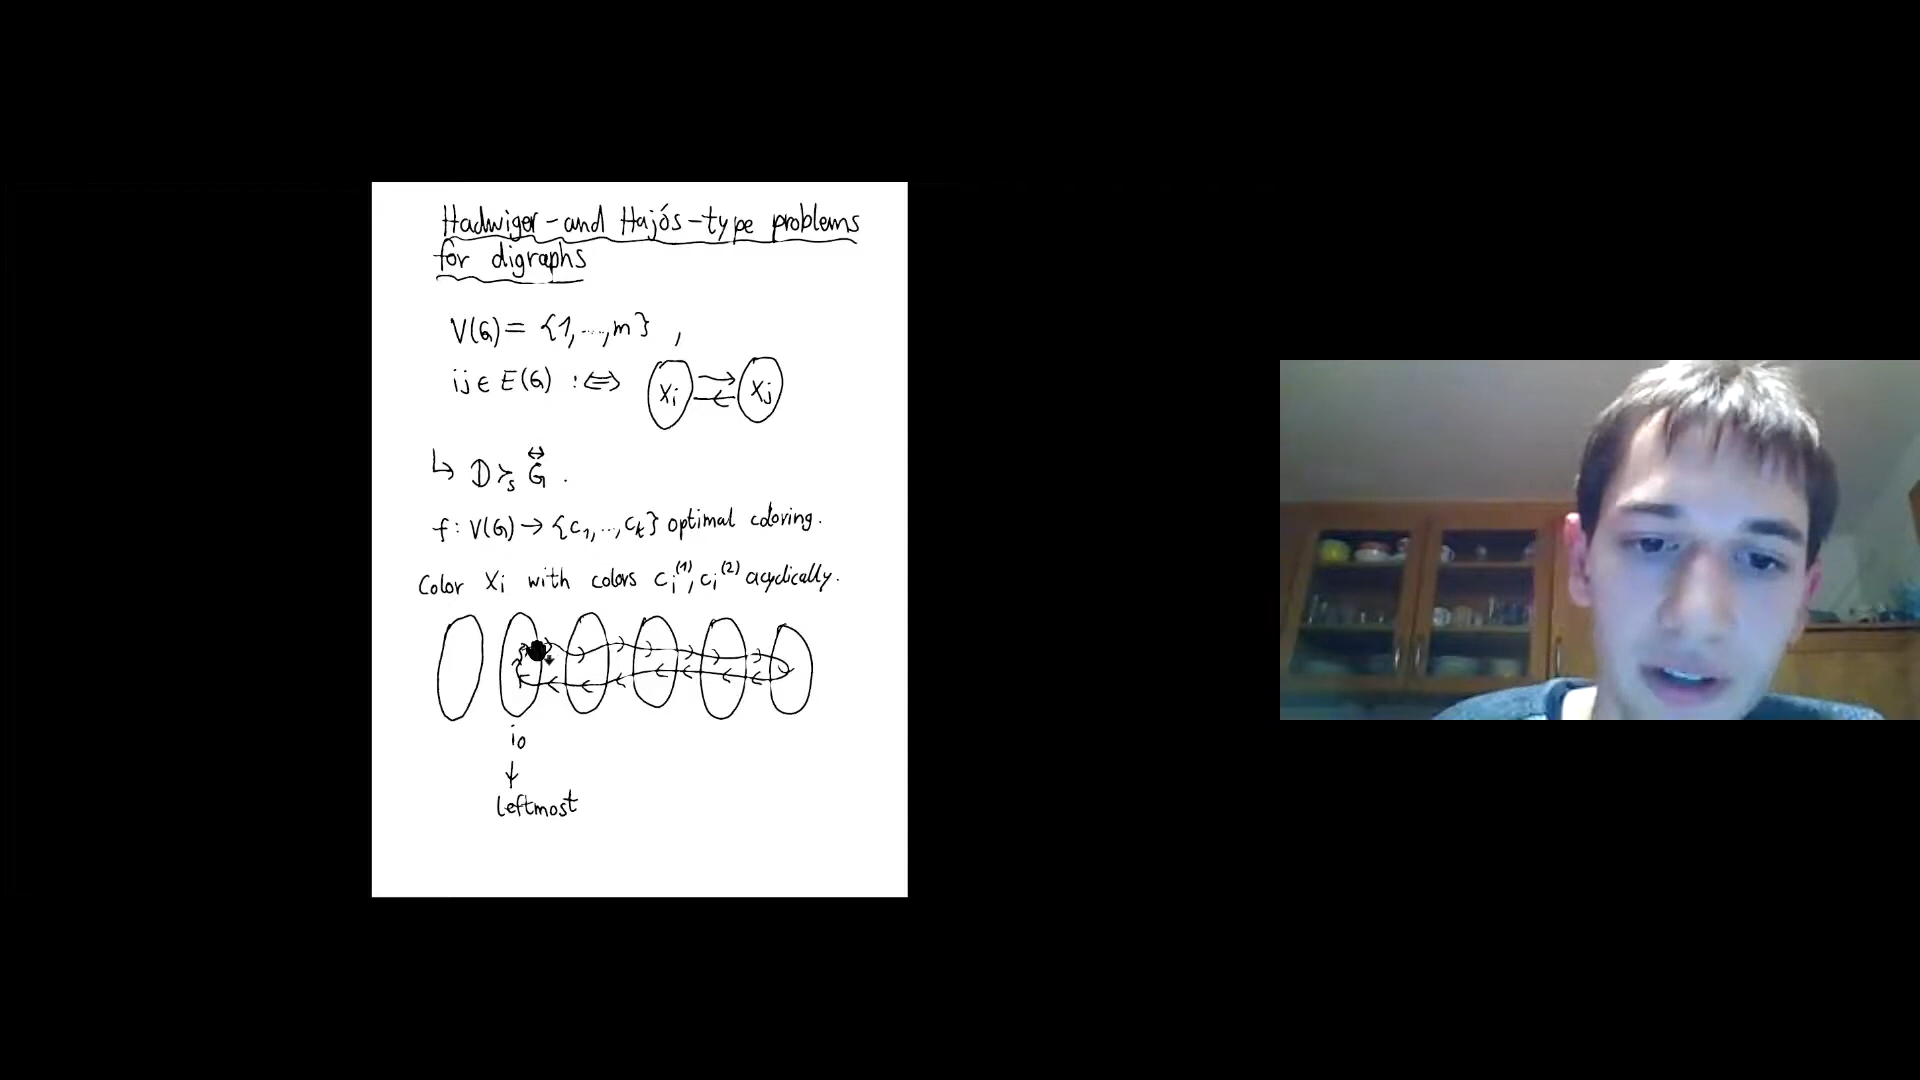 Hadwiger- and Hajós-type problems
for digraphs
V(G) = {1,...,m} ,
ij ∈ E(G) :⇔ Xi Xj
↳ D ≽s G↔ .
f: V(G) → {c1,...,ck} optimal coloring.
Color Xi with colors ci^(1), ci^(2) acyclically.
i0
↓
leftmost